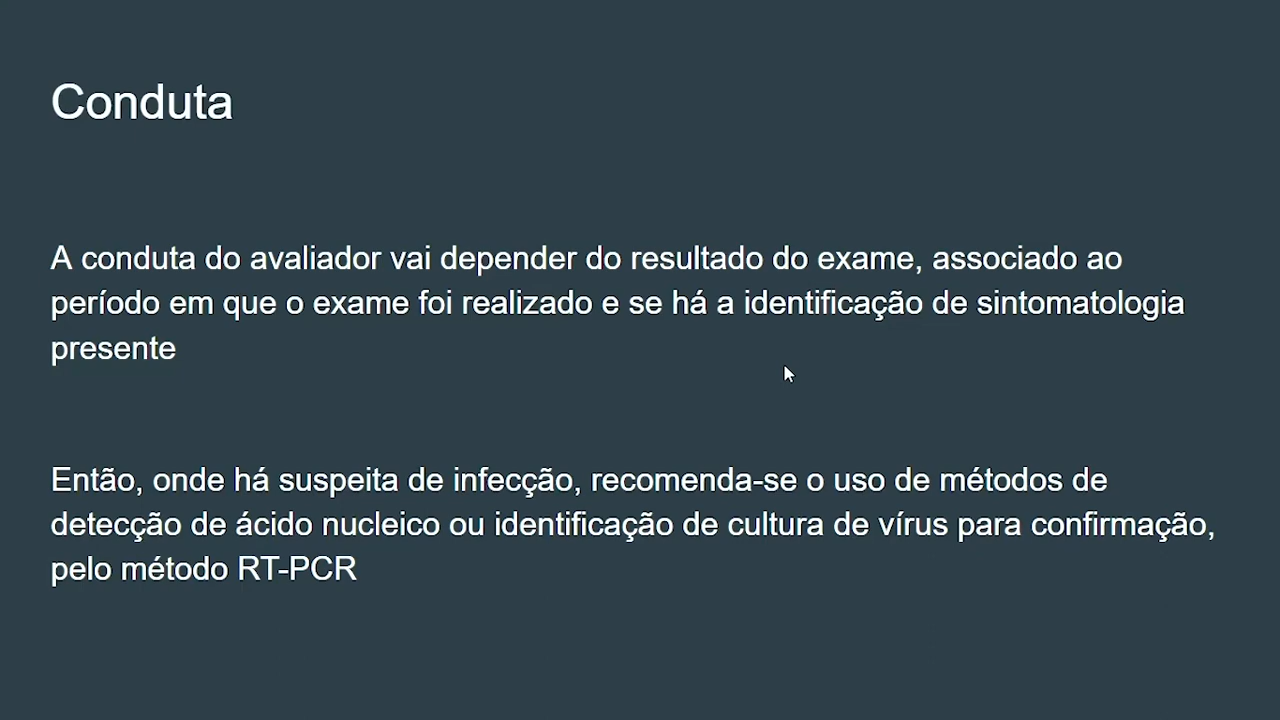 Conduta
A conduta do avaliador vai depender do resultado do exame, associado ao
período em que o exame foi realizado e se há a identificação de sintomatologia
presente
Então, onde há suspeita de infecção, recomenda-se o uso de métodos de
detecção de ácido nucleico ou identificação de cultura de vírus para confirmação,
pelo método RT-PCR